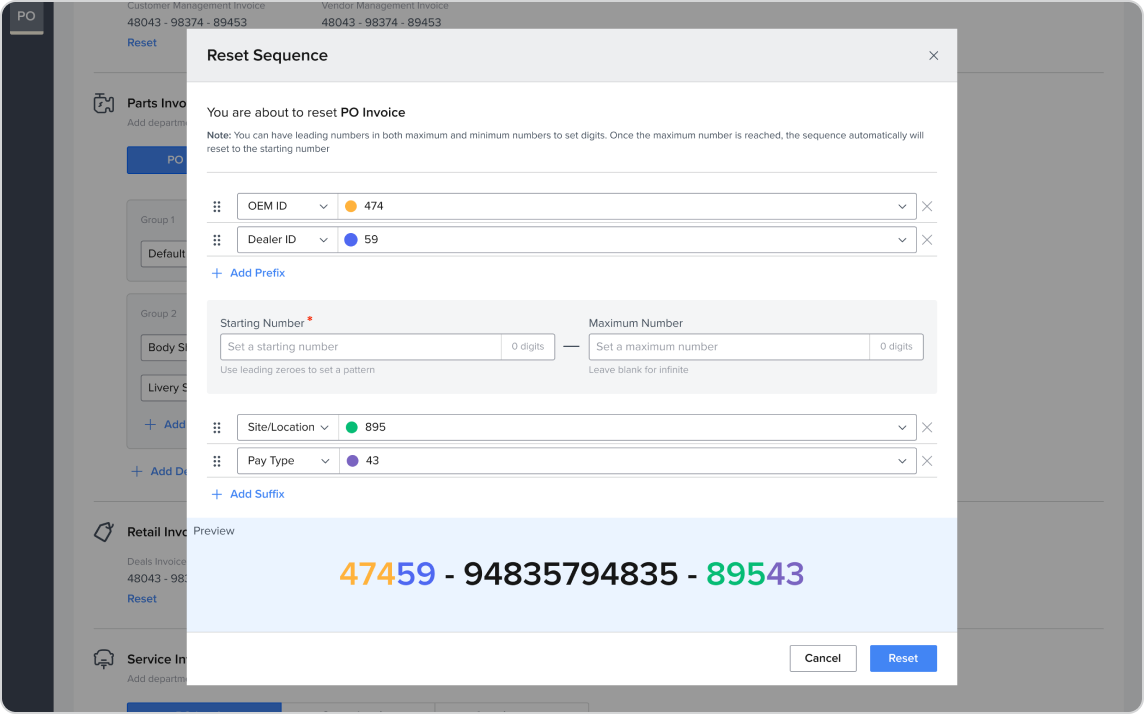 PO
Customer Management Invoice
Vendor Management Invoice
48043 - 98374 - 89453
48043 - 98374 - 89453
Reset
Reset Sequence
Parts Invo
Add departme
PO
You are about to reset PO Invoice
Note: You can have leading numbers in both maximum and minimum numbers to set digits. Once the maximum number is reached, the sequence automatically will
reset to the starting number
OEM ID
474
Group 1
Dealer ID
59
Default
+ Add Prefix
Group 2
Starting Number *
Maximum Number
Body Sh
Set a starting number
0 digits
—
Set a maximum number
0 digits
Use leading zeroes to set a pattern
Leave blank for infinite
Livery S
+ Add
Site/Location
895
Pay Type
43
+ Add De
+ Add Suffix
Retail Invo
Preview
Deals Invoice
48043 - 983
47459 - 94835794835 - 89543
Reset
Service In
Add departme
Cancel
Reset